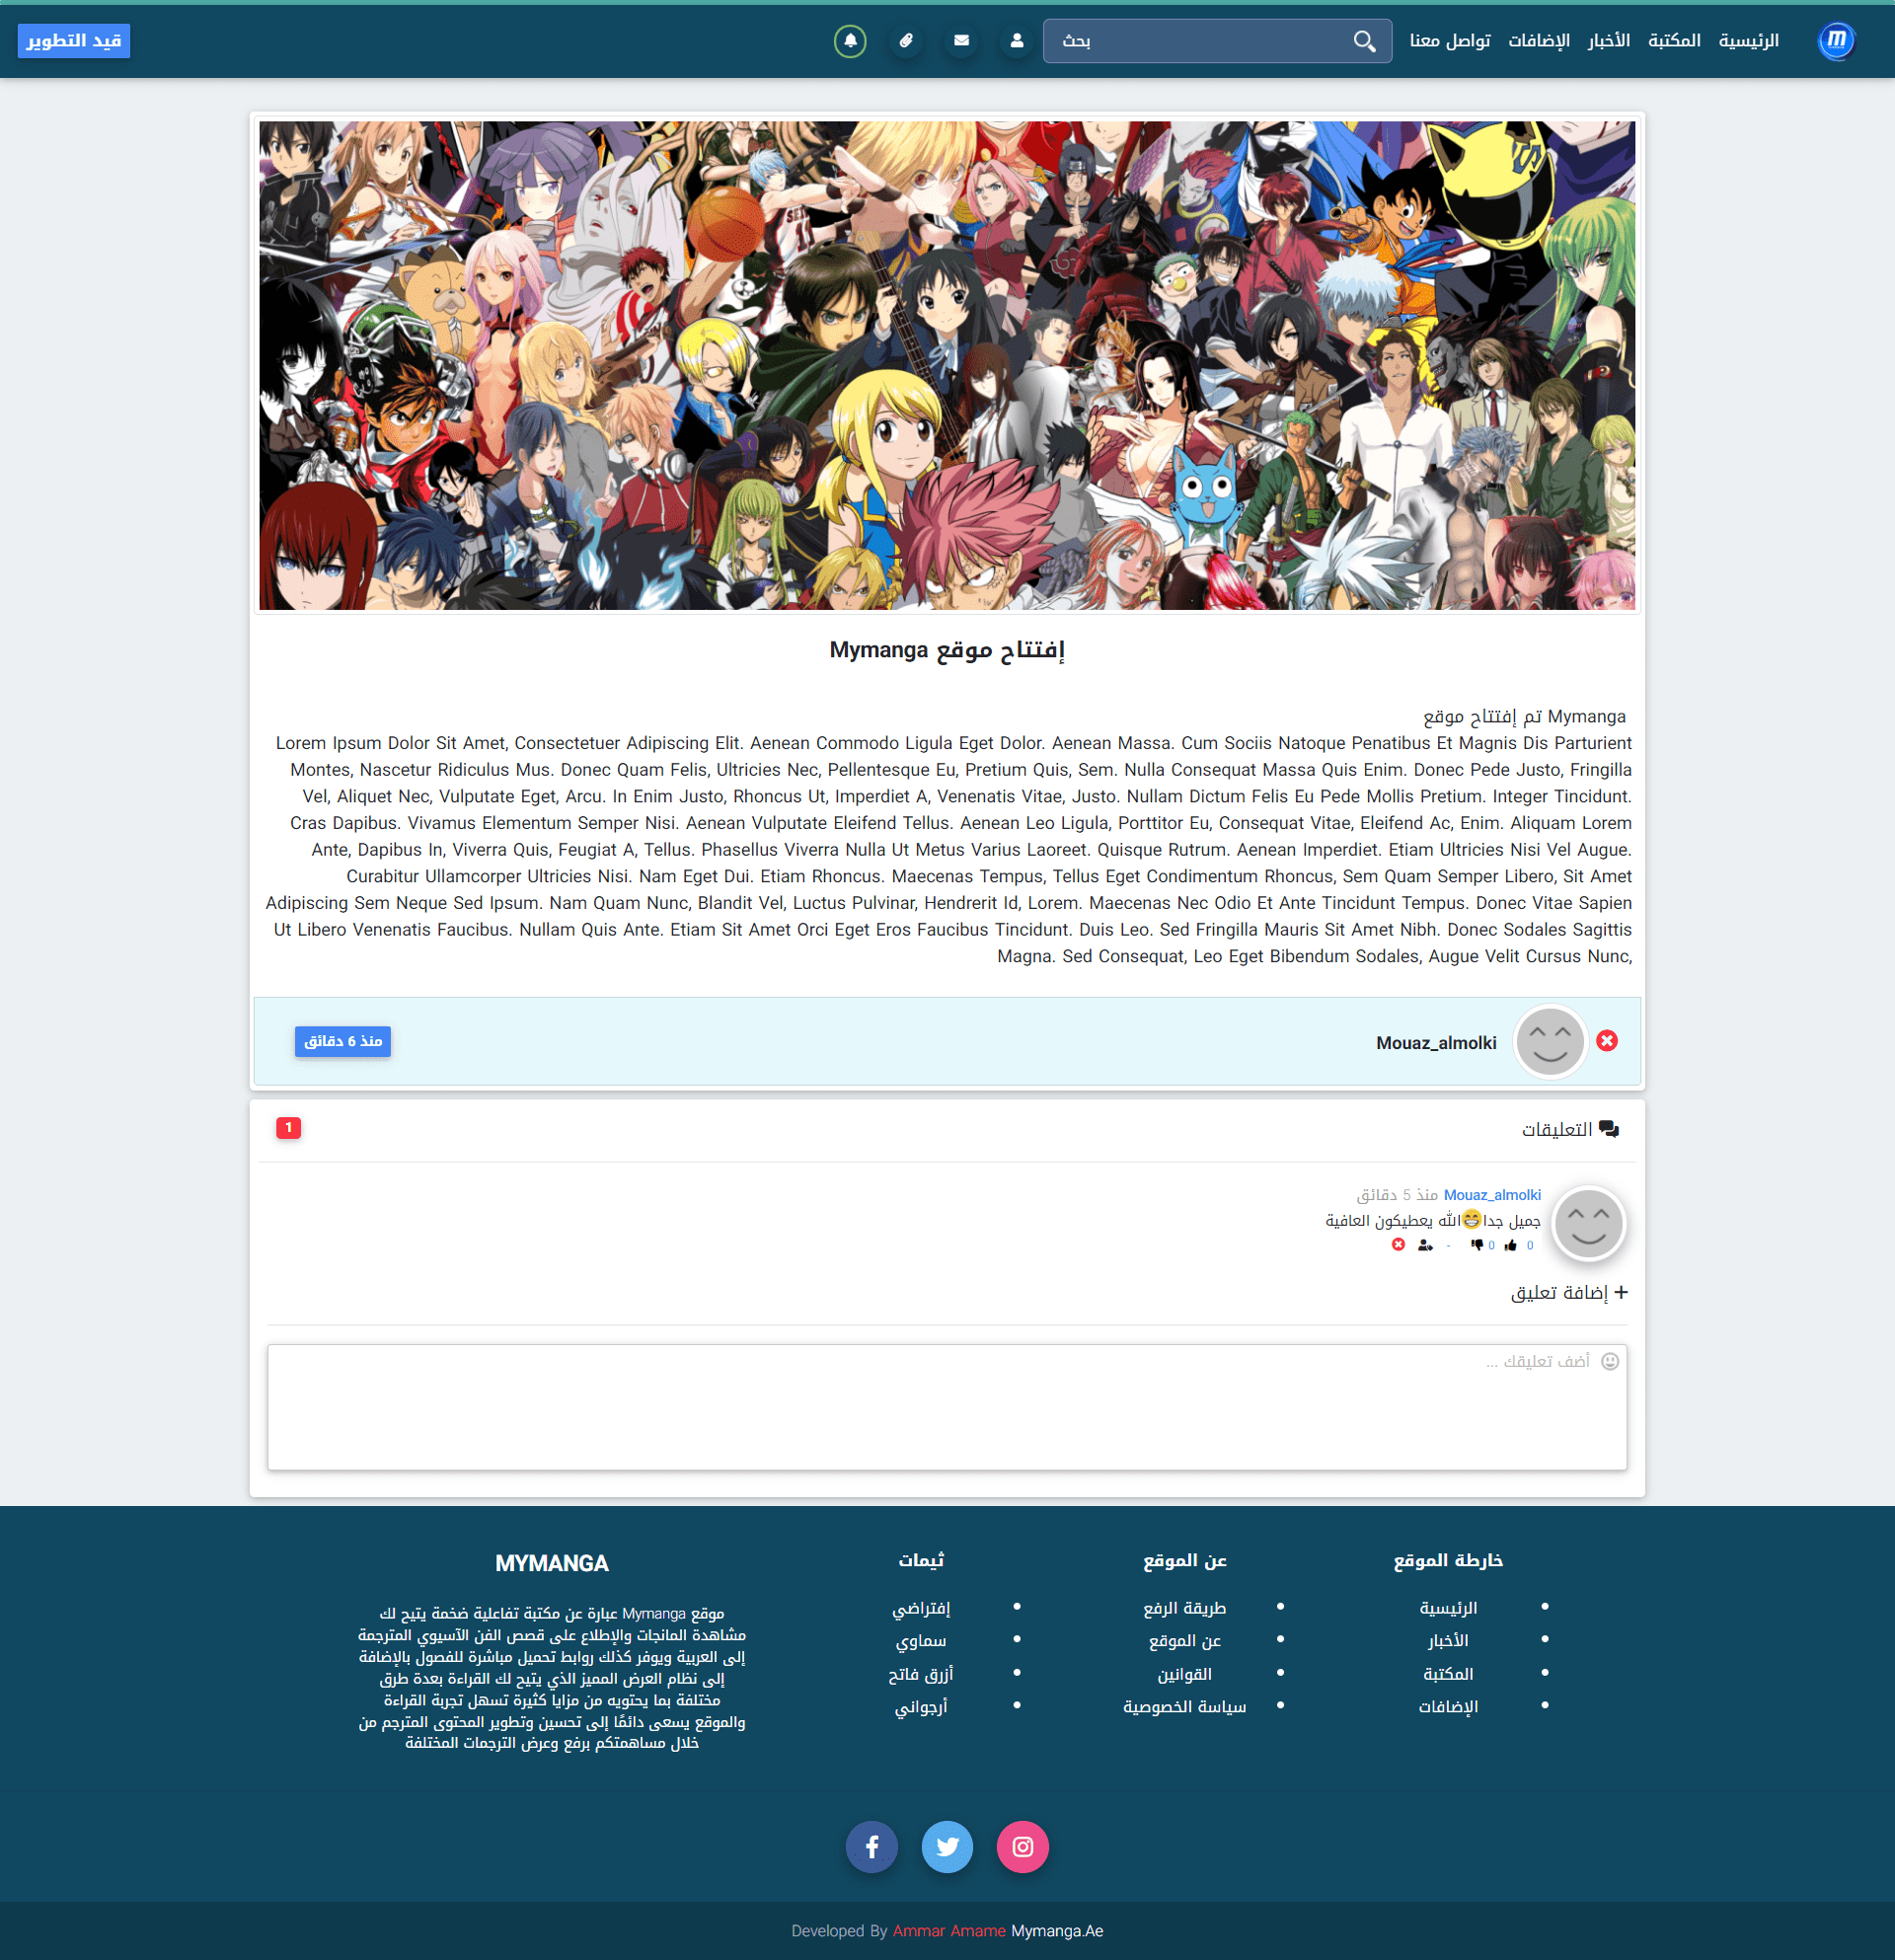 الرئيسية المكتبة الأخبار الإضافات تواصل معنا
بحث
قيد التطوير
إفتتاح موقع Mymanga
Mymanga تم إفتتاح موقع
Lorem Ipsum Dolor Sit Amet, Consectetuer Adipiscing Elit. Aenean Commodo Ligula Eget Dolor. Aenean Massa. Cum Sociis Natoque Penatibus Et Magnis Dis Parturient
Montes, Nascetur Ridiculus Mus. Donec Quam Felis, Ultricies Nec, Pellentesque Eu, Pretium Quis, Sem. Nulla Consequat Massa Quis Enim. Donec Pede Justo, Fringilla
Vel, Aliquet Nec, Vulputate Eget, Arcu. In Enim Justo, Rhoncus Ut, Imperdiet A, Venenatis Vitae, Justo. Nullam Dictum Felis Eu Pede Mollis Pretium. Integer Tincidunt.
Cras Dapibus. Vivamus Elementum Semper Nisi. Aenean Vulputate Eleifend Tellus. Aenean Leo Ligula, Porttitor Eu, Consequat Vitae, Eleifend Ac, Enim. Aliquam Lorem
Ante, Dapibus In, Viverra Quis, Feugiat A, Tellus. Phasellus Viverra Nulla Ut Metus Varius Laoreet. Quisque Rutrum. Aenean Imperdiet. Etiam Ultricies Nisi Vel Augue.
Curabitur Ullamcorper Ultricies Nisi. Nam Eget Dui. Etiam Rhoncus. Maecenas Tempus, Tellus Eget Condimentum Rhoncus, Sem Quam Semper Libero, Sit Amet
Adipiscing Sem Neque Sed Ipsum. Nam Quam Nunc, Blandit Vel, Luctus Pulvinar, Hendrerit Id, Lorem. Maecenas Nec Odio Et Ante Tincidunt Tempus. Donec Vitae Sapien
Ut Libero Venenatis Faucibus. Nullam Quis Ante. Etiam Sit Amet Orci Eget Eros Faucibus Tincidunt. Duis Leo. Sed Fringilla Mauris Sit Amet Nibh. Donec Sodales Sagittis
Magna. Sed Consequat, Leo Eget Bibendum Sodales, Augue Velit Cursus Nunc,
Mouaz_almolki
منذ 6 دقائق
التعليقات
1
Mouaz_almolki منذ 5 دقائق
جميل جدا😁الله يعطيكون العافية
0 0 -
إضافة تعليق
أضف تعليقك ...
خارطة الموقع
الرئيسية
الأخبار
المكتبة
الإضافات
عن الموقع
طريقة الرفع
عن الموقع
القوانين
سياسة الخصوصية
ثيمات
إفتراضي
سماوي
أزرق فاتح
أرجواني
MYMANGA
موقع Mymanga عبارة عن مكتبة تفاعلية ضخمة يتيح لك
مشاهدة المانجات والإطلاع على قصص الفن الآسيوي المترجمة
إلى العربية ويوفر كذلك روابط تحميل مباشرة للفصول بالإضافة
إلى نظام العرض المميز الذي يتيح لك القراءة بعدة طرق
مختلفة بما يحتويه من مزايا كثيرة تسهل تجربة القراءة
والموقع يسعى دائمًا إلى تحسين وتطوير المحتوى المترجم من
خلال مساهمتكم برفع وعرض الترجمات المختلفة
Developed By Ammar Amame Mymanga.Ae